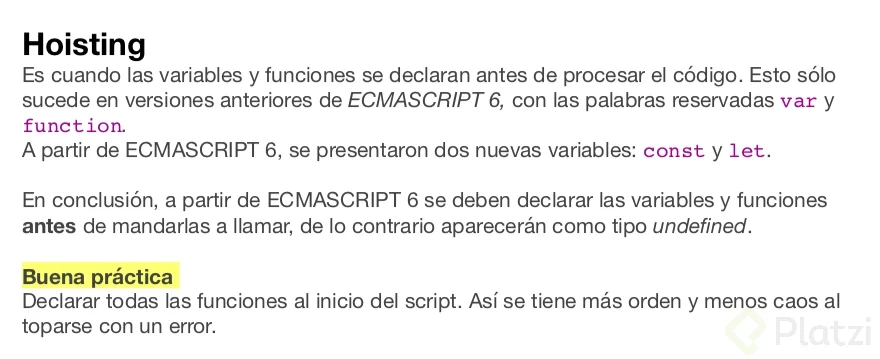 Hoisting
Es cuando las variables y funciones se declaran antes de procesar el código. Esto sólo
sucede en versiones anteriores de ECMASCRIPT 6, con las palabras reservadas var y
function.
A partir de ECMASCRIPT 6, se presentaron dos nuevas variables: const y let.
En conclusión, a partir de ECMASCRIPT 6 se deben declarar las variables y funciones
antes de mandarlas a llamar, de lo contrario aparecerán como tipo undefined.
Buena práctica
Declarar todas las funciones al inicio del script. Así se tiene más orden y menos caos al
toparse con un error.
Platzi